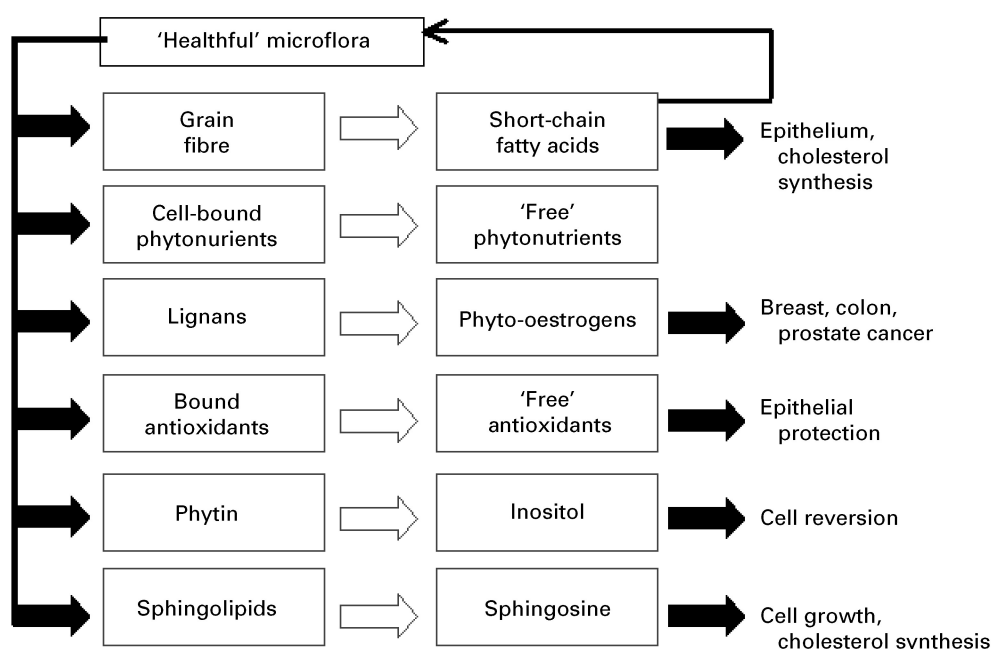 ‘Healthful’ microflora
Grain
fibre
Short-chain
fatty acids
Epithelium,
cholesterol
synthesis
Cell-bound
phytonurients
‘Free’
phytonutrients
Lignans
Phyto-oestrogens
Breast, colon,
prostate cancer
Bound
antioxidants
‘Free’
antioxidants
Epithelial
protection
Phytin
Inositol
Cell reversion
Sphingolipids
Sphingosine
Cell growth,
cholesterol synthesis